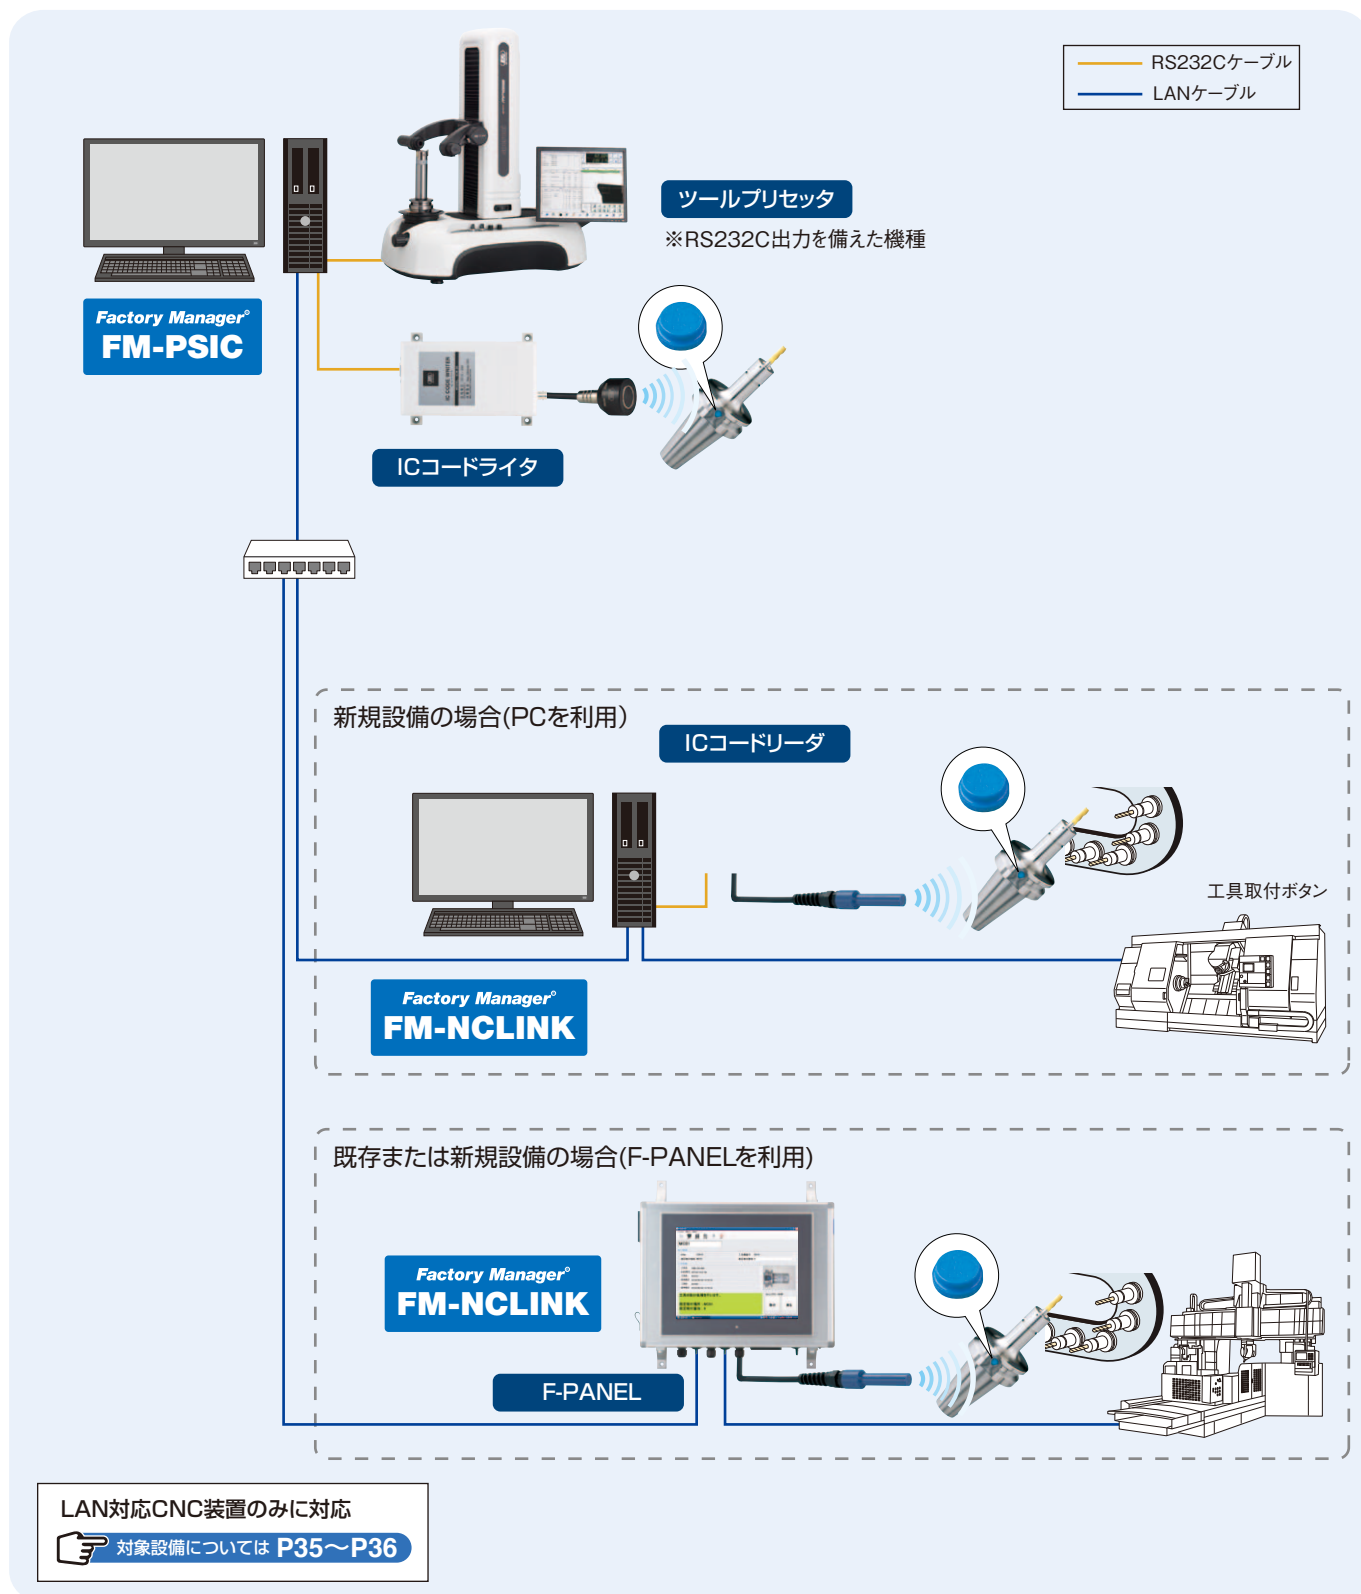 RS232Cケーブル
LANケーブル
ツールプリセッタ
※RS232C出力を備えた機種
Factory Manager®
FM-PSIC
IC CODE WRITER
ICコードライタ
新規設備の場合(PCを利用)
ICコードリーダ
工具取付ボタン
Factory Manager®
FM-NCLINK
既存または新規設備の場合(F-PANELを利用)
Factory Manager®
FM-NCLINK
F-PANEL
LAN対応CNC装置のみに対応
対象設備については P35～P36